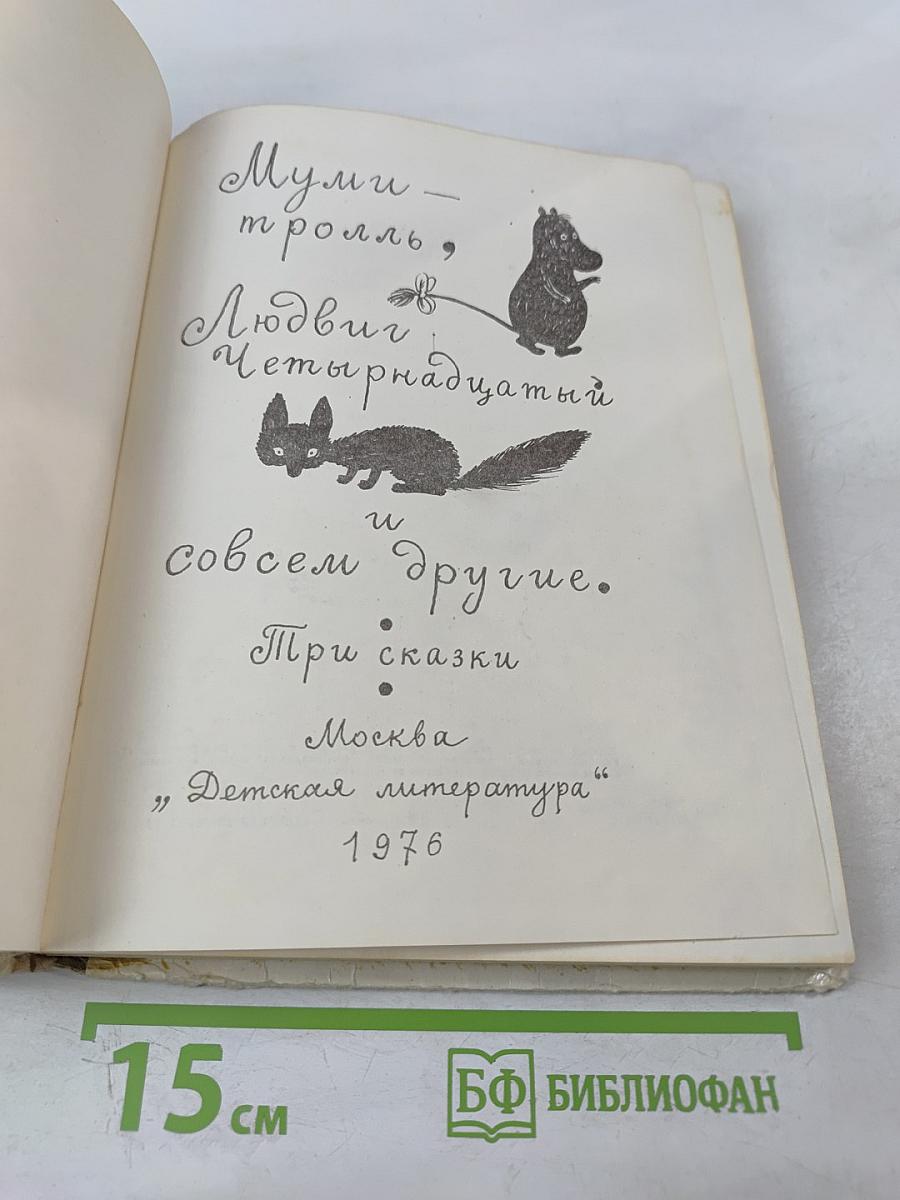 Муми —
тролль,
Людвиг
Четырнадцатый
и
совсем другие.
Три сказки
Москва
„Детская литература“
1976
15 см
БФ БИБЛИОФАН